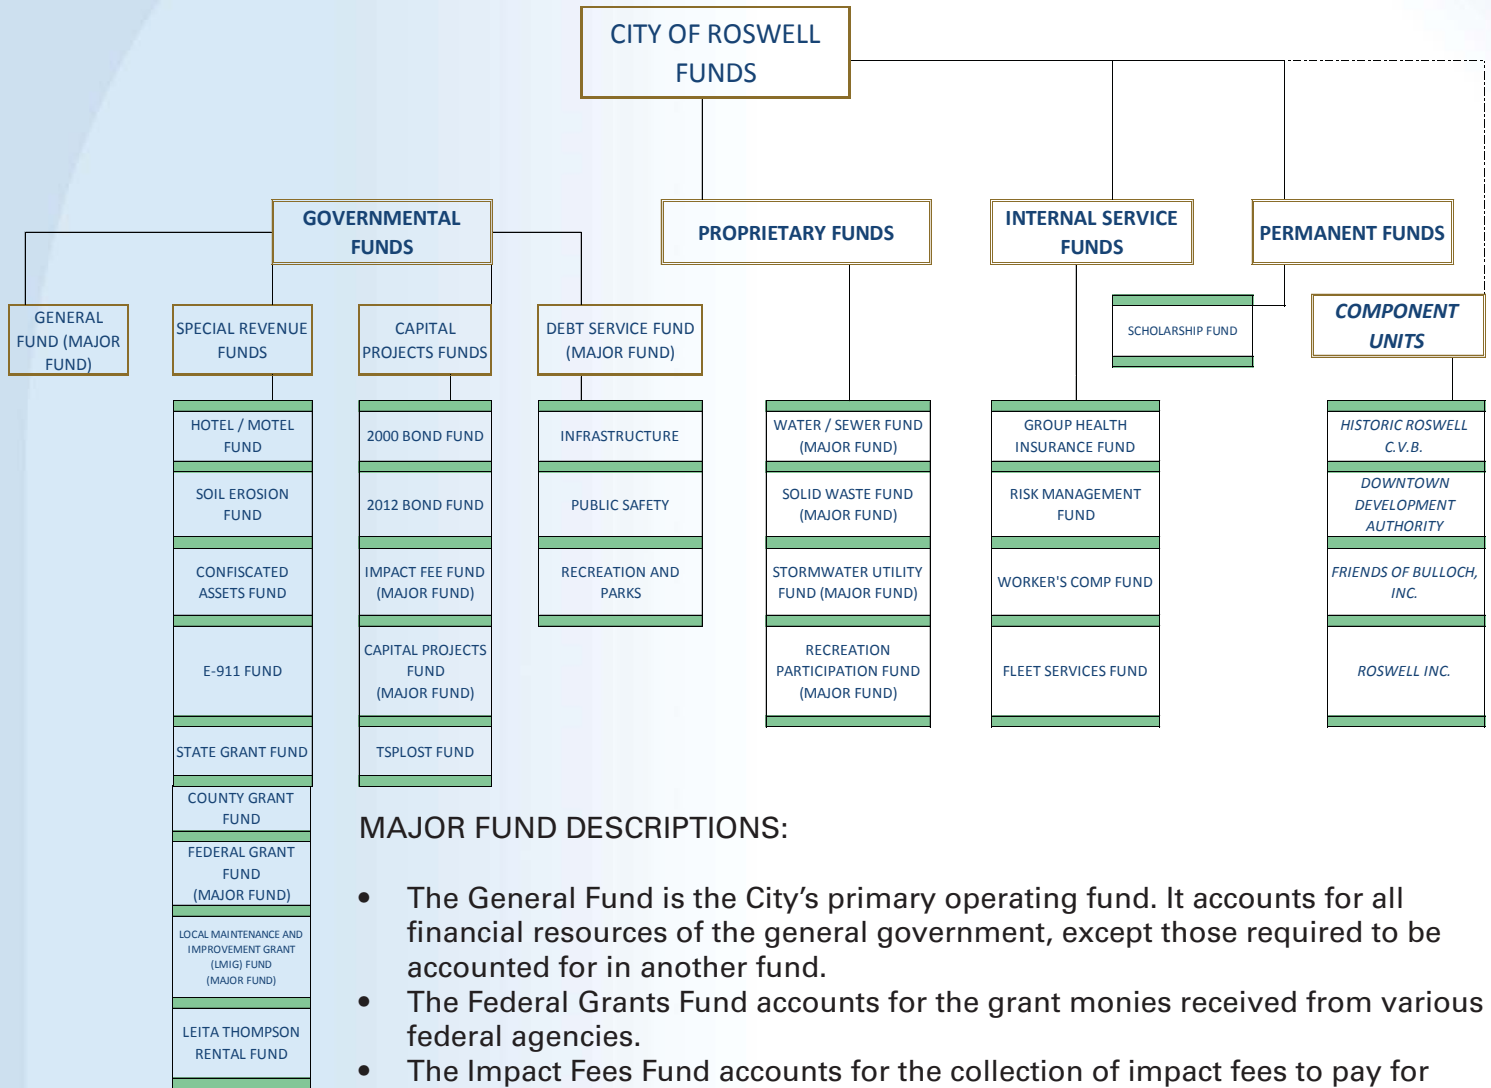 CITY OF ROSWELL
FUNDS
GOVERNMENTAL
FUNDS
PROPRIETARY FUNDS
INTERNAL SERVICE
FUNDS
PERMANENT FUNDS
GENERAL
FUND (MAJOR
FUND)
SPECIAL REVENUE
FUNDS
CAPITAL
PROJECTS FUNDS
DEBT SERVICE FUND
(MAJOR FUND)
SCHOLARSHIP FUND
COMPONENT
UNITS
HOTEL / MOTEL
FUND
SOIL EROSION
FUND
CONFISCATED
ASSETS FUND
E-911 FUND
STATE GRANT FUND
COUNTY GRANT
FUND
FEDERAL GRANT
FUND
(MAJOR FUND)
LOCAL MAINTENANCE AND
IMPROVEMENT GRANT
(LMIG) FUND
(MAJOR FUND)
LEITA THOMPSON
RENTAL FUND
2000 BOND FUND
2012 BOND FUND
IMPACT FEE FUND
(MAJOR FUND)
CAPITAL PROJECTS
FUND
(MAJOR FUND)
TSPLOST FUND
INFRASTRUCTURE
PUBLIC SAFETY
RECREATION AND
PARKS
WATER / SEWER FUND
(MAJOR FUND)
SOLID WASTE FUND
(MAJOR FUND)
STORMWATER UTILITY
FUND (MAJOR FUND)
RECREATION
PARTICIPATION FUND
(MAJOR FUND)
GROUP HEALTH
INSURANCE FUND
RISK MANAGEMENT
FUND
WORKER'S COMP FUND
FLEET SERVICES FUND
HISTORIC ROSWELL
C.V.B.
DOWNTOWN
DEVELOPMENT
AUTHORITY
FRIENDS OF BULLOCH,
INC.
ROSWELL INC.
MAJOR FUND DESCRIPTIONS:
• The General Fund is the City’s primary operating fund. It accounts for all
financial resources of the general government, except those required to be
accounted for in another fund.
• The Federal Grants Fund accounts for the grant monies received from various
federal agencies.
• The Impact Fees Fund accounts for the collection of impact fees to pay for